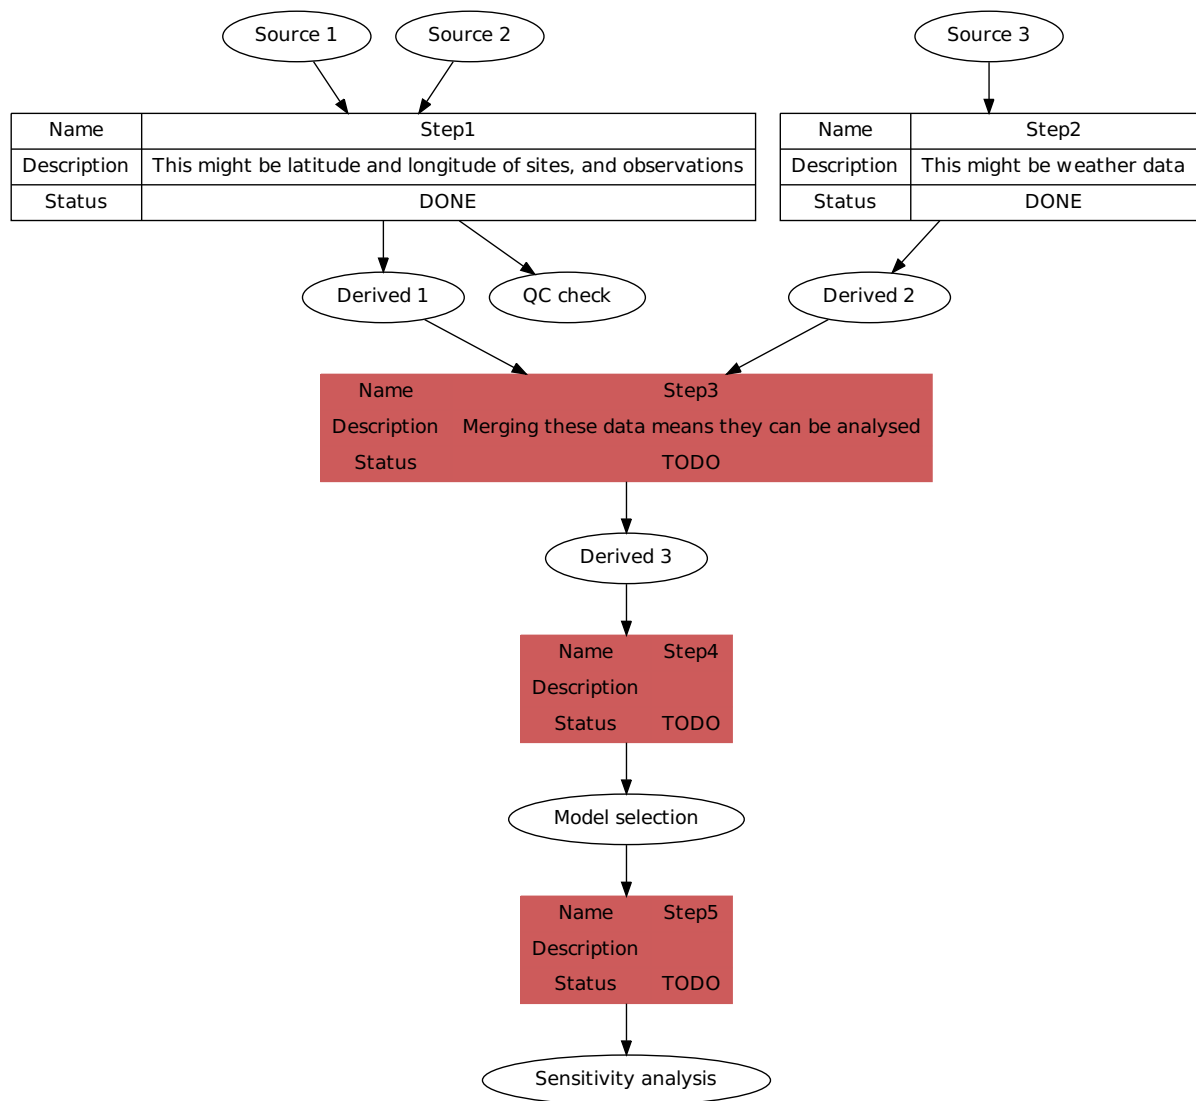 Source 1 Source 2 Source 3
Name Step1 Name Step2
Description This might be latitude and longitude of sites, and observations Description This might be weather data
Status DONE Status DONE
Derived 1 QC check Derived 2
Name Step3
Description Merging these data means they can be analysed
Status TODO
Derived 3
Name Step4
Description
Status TODO
Model selection
Name Step5
Description
Status TODO
Sensitivity analysis